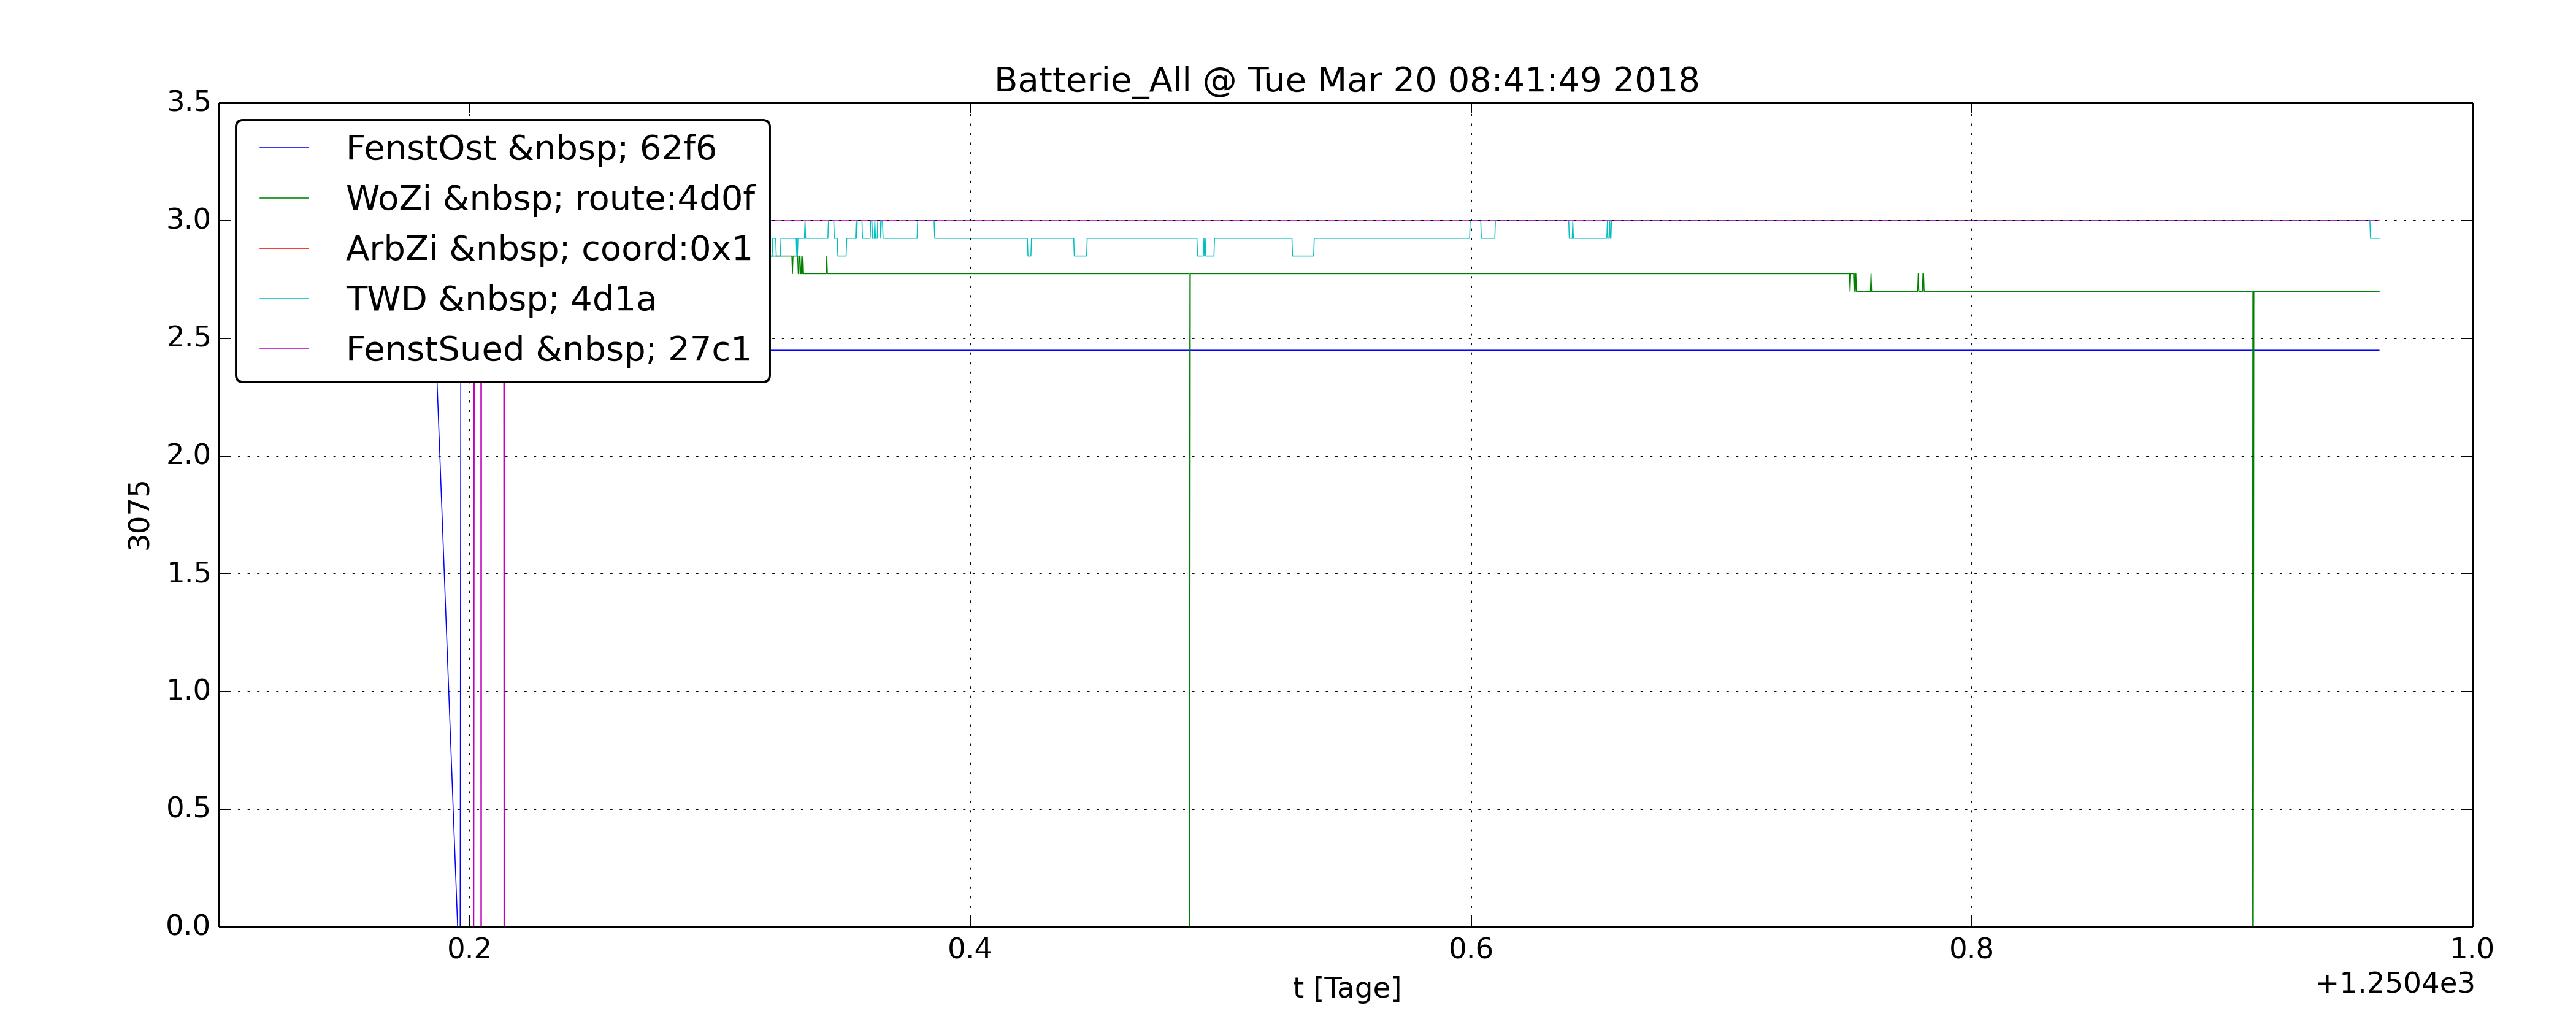 Batterie_All @ Tue Mar 20 08:41:49 2018
3.5
3.0
2.5
2.0
1.5
1.0
0.5
0.0
3075
FenstOst &nbsp; 62f6
WoZi &nbsp; route:4d0f
ArbZi &nbsp; coord:0x1
TWD &nbsp; 4d1a
FenstSued &nbsp; 27c1
0.2 0.4 0.6 0.8 1.0
t [Tage]
+1.2504e3